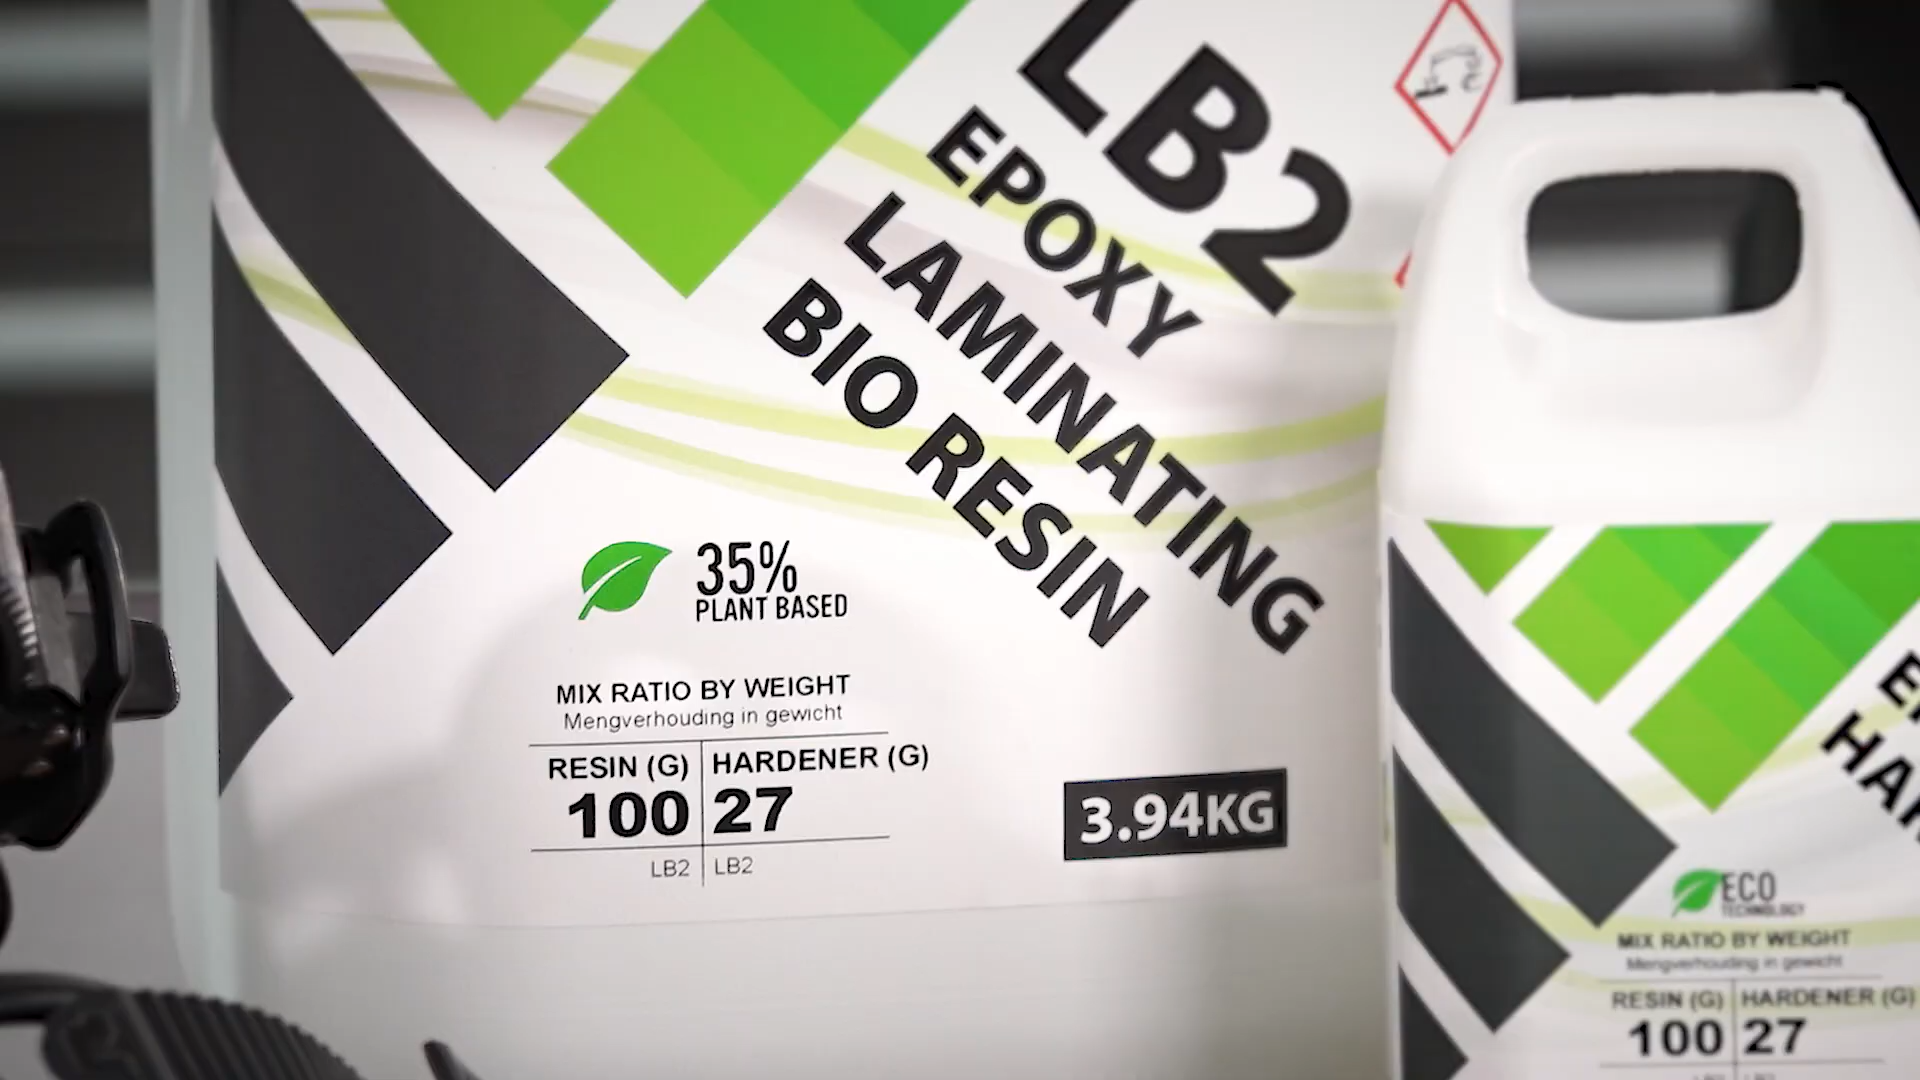 LB2
EPOXY
LAMINATING
BIO RESIN
35%
PLANT BASED
MIX RATIO BY WEIGHT
Mengverhouding in gewicht
RESIN (G) HARDENER (G)
100 27
LB2 LB2
3.94KG
ECO
TECHNOLOGY
MIX RATIO BY WEIGHT
Mengverhouding in gewicht
RESIN (G) HARDENER (G)
100 27